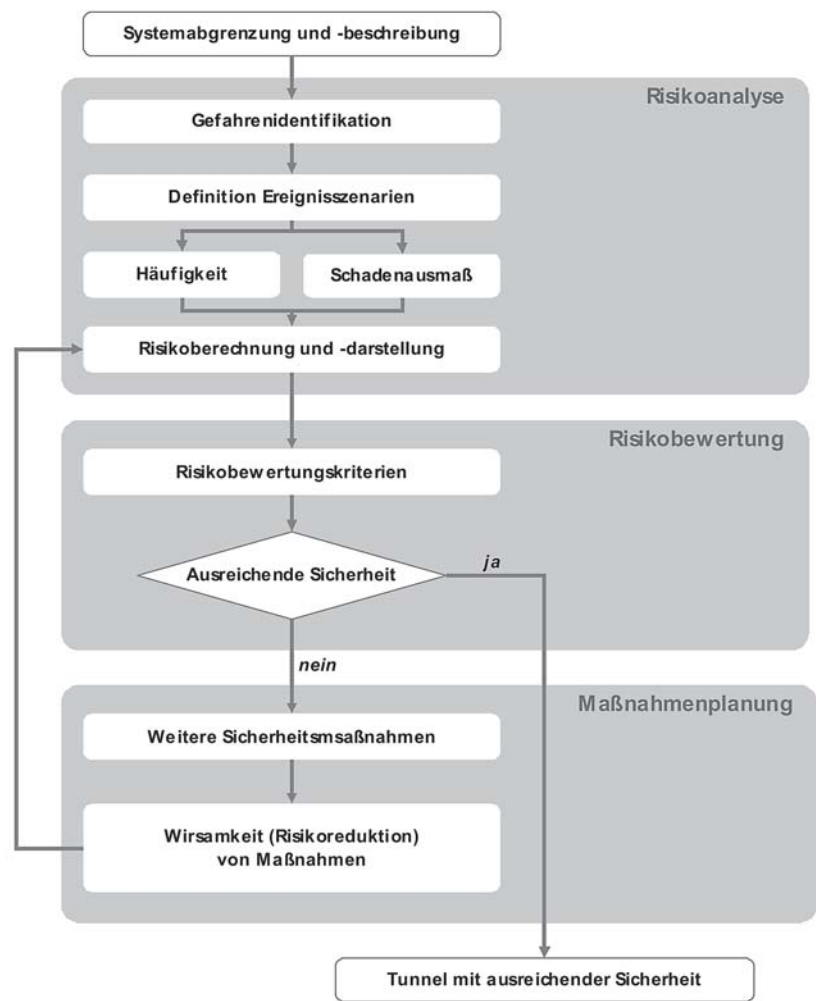 Systemabgrenzung und -beschreibung
Risikoanalyse
Gefahrenidentifikation
Definition Ereignisszenarien
Häufigkeit
Schadenausmaß
Risikoberechnung und -darstellung
Risikobewertung
Risikobewertungskriterien
Ausreichende Sicherheit
ja
nein
Maßnahmenplanung
Weitere Sicherheitsmsaßnahmen
Wirsamkeit (Risikoreduktion)
von Maßnahmen
Tunnel mit ausreichender Sicherheit